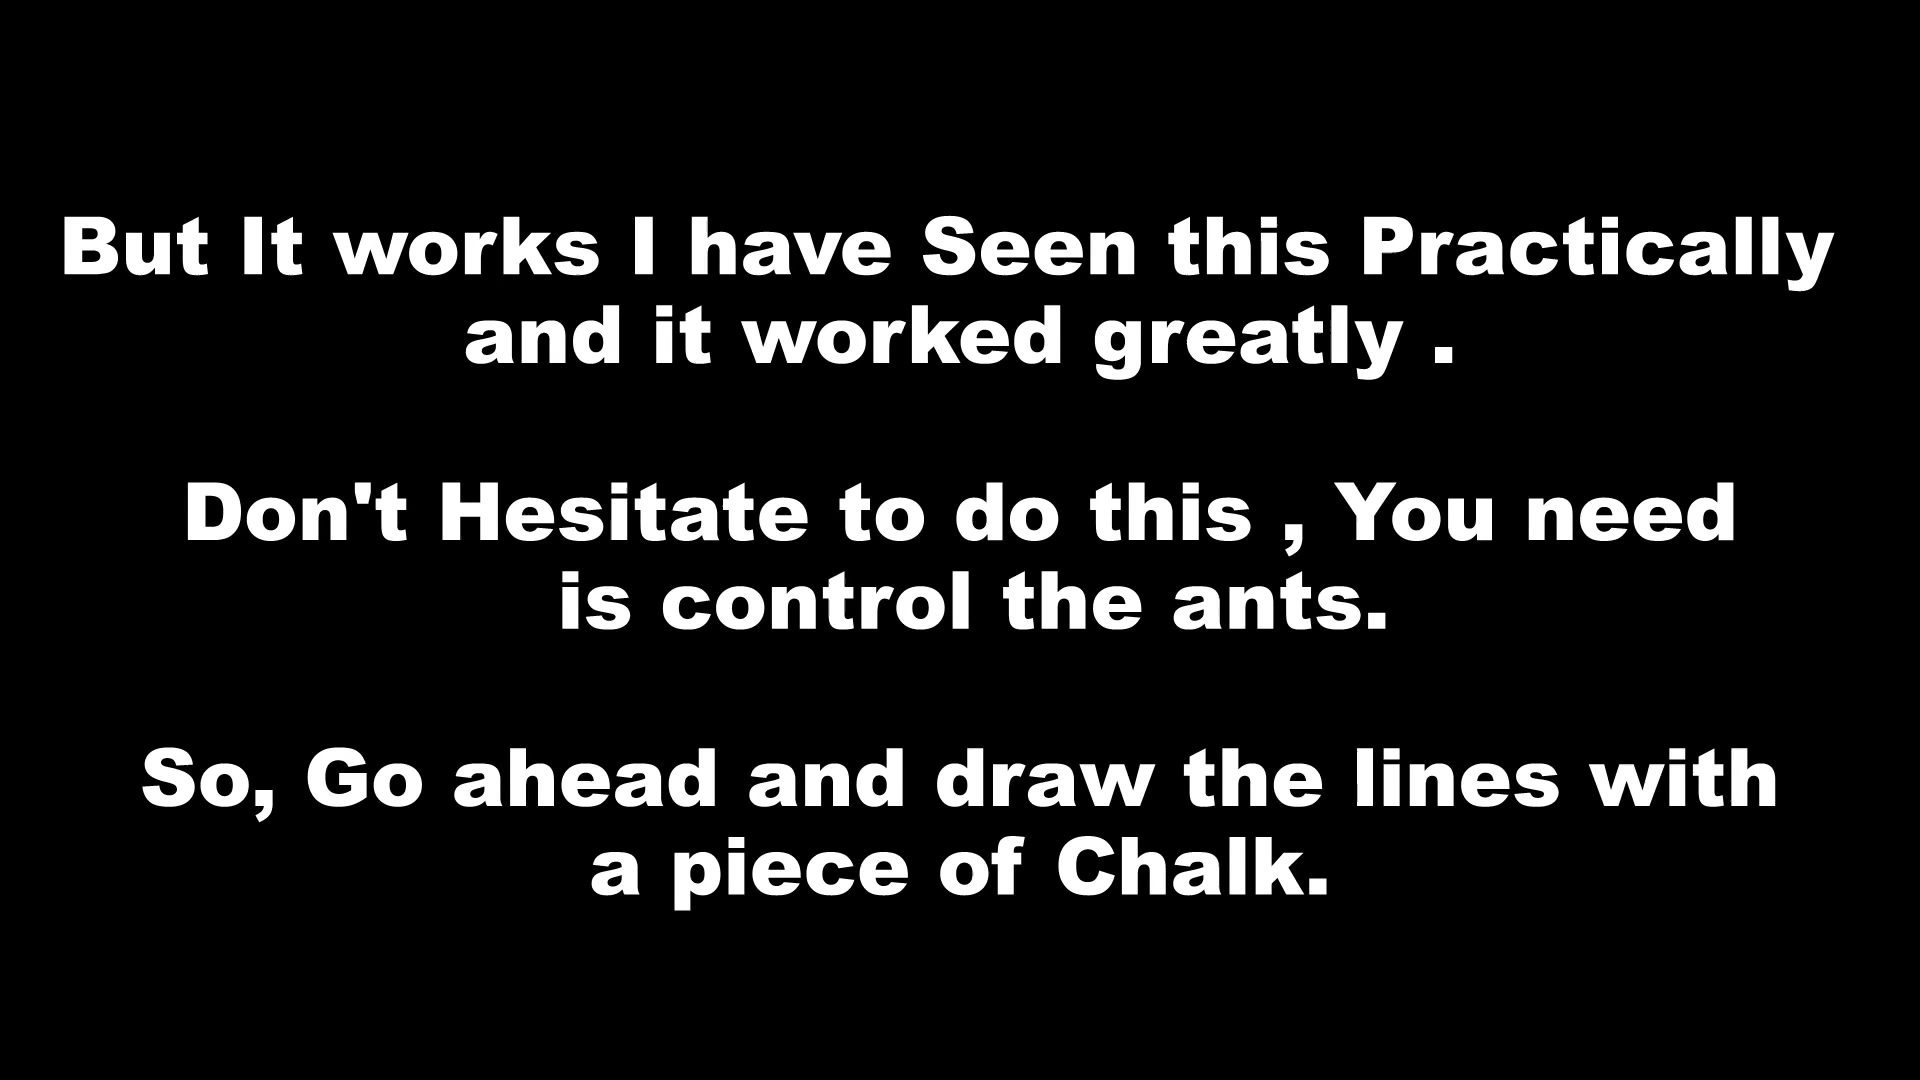 But It works I have Seen this Practically
and it worked greatly .
Don't Hesitate to do this , You need
is control the ants.
So, Go ahead and draw the lines with
a piece of Chalk.